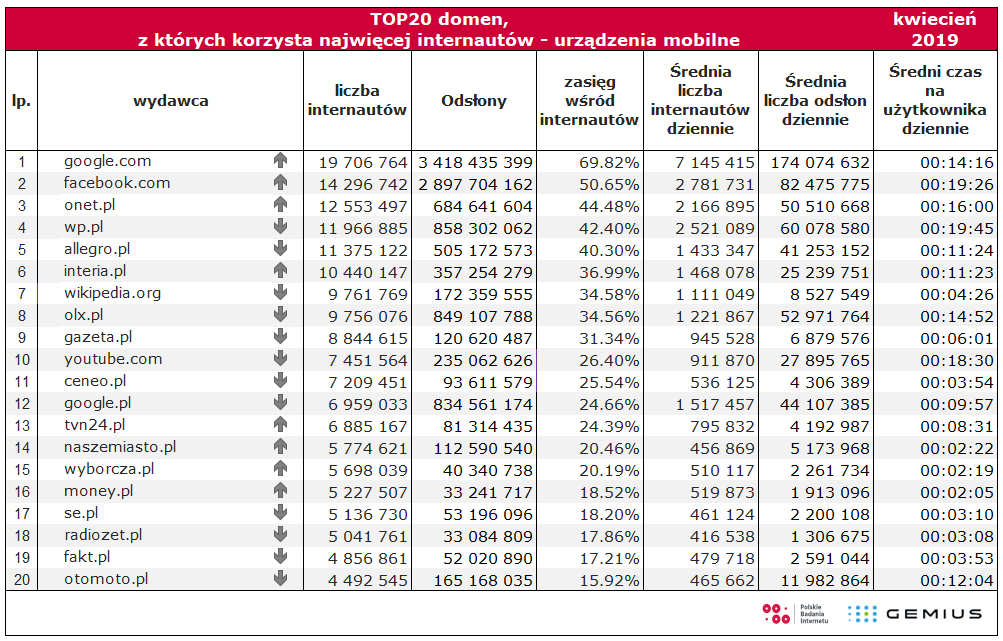 TOP20 domen, kwiecień
z których korzysta najwięcej internautów - urządzenia mobilne 2019
lp. wydawca liczba internautów Odsłony zasięg wśród internautów Średnia liczba internautów dziennie Średnia liczba odsłon dziennie Średni czas na użytkownika dziennie
1 google.com 19 706 764 3 418 435 399 69.82% 7 145 415 174 074 632 00:14:16
2 facebook.com 14 296 742 2 897 704 162 50.65% 2 781 731 82 475 775 00:19:26
3 onet.pl 12 553 497 684 641 604 44.48% 2 166 895 50 510 668 00:16:00
4 wp.pl 11 966 885 858 302 062 42.40% 2 521 089 60 078 580 00:19:45
5 allegro.pl 11 375 122 505 172 573 40.30% 1 433 347 41 253 152 00:11:24
6 interia.pl 10 440 147 357 254 279 36.99% 1 468 078 25 239 751 00:11:23
7 wikipedia.org 9 761 769 172 359 555 34.58% 1 111 049 8 527 549 00:04:26
8 olx.pl 9 756 076 849 107 788 34.56% 1 221 867 52 971 764 00:14:52
9 gazeta.pl 8 844 615 120 620 487 31.34% 945 528 6 879 576 00:06:01
10 youtube.com 7 451 564 235 062 626 26.40% 911 870 27 895 765 00:18:30
11 ceneo.pl 7 209 451 93 611 579 25.54% 536 125 4 306 389 00:03:54
12 google.pl 6 959 033 834 561 174 24.66% 1 517 457 44 107 385 00:09:57
13 tvn24.pl 6 885 167 81 314 435 24.39% 795 832 4 192 987 00:08:31
14 naszemiasto.pl 5 774 621 112 590 540 20.46% 456 869 5 173 968 00:02:22
15 wyborcza.pl 5 698 039 40 340 738 20.19% 510 117 2 261 734 00:02:19
16 money.pl 5 227 507 33 241 717 18.52% 519 873 1 913 096 00:02:05
17 se.pl 5 136 730 53 196 096 18.20% 461 124 2 200 108 00:03:10
18 radiozet.pl 5 041 761 33 084 809 17.86% 416 538 1 306 675 00:03:08
19 fakt.pl 4 856 861 52 020 890 17.21% 479 718 2 591 044 00:03:53
20 otomoto.pl 4 492 545 165 168 035 15.92% 465 662 11 982 864 00:12:04
Polskie
Badania
Internetu
GEMIUS